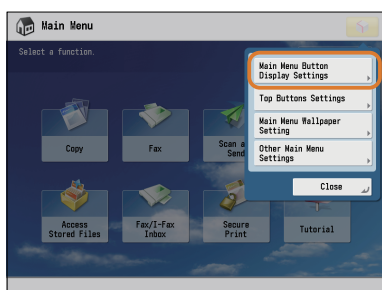 Main Menu
Select a function.
Main Menu Button
Display Settings
Top Buttons Settings
Main Menu Wallpaper
Setting
Other Main Menu
Settings
Close
Copy
Fax
Scan a
Send
Access
Stored Files
Fax/I-Fax
Inbox
Secure
Print
Tutorial